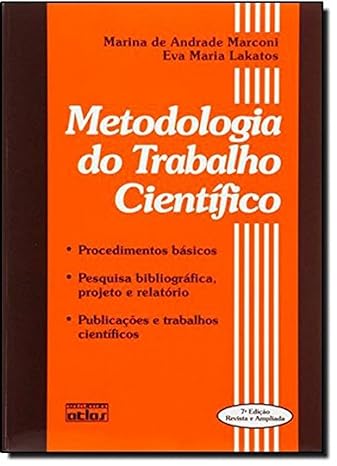 Marina de Andrade Marconi
Eva Maria Lakatos
Metodologia
do Trabalho
Científico
• Procedimentos básicos
• Pesquisa bibliográfica,
projeto e relatório
• Publicações e trabalhos
científicos
7ª Edição
Revista e Ampliada
atlas